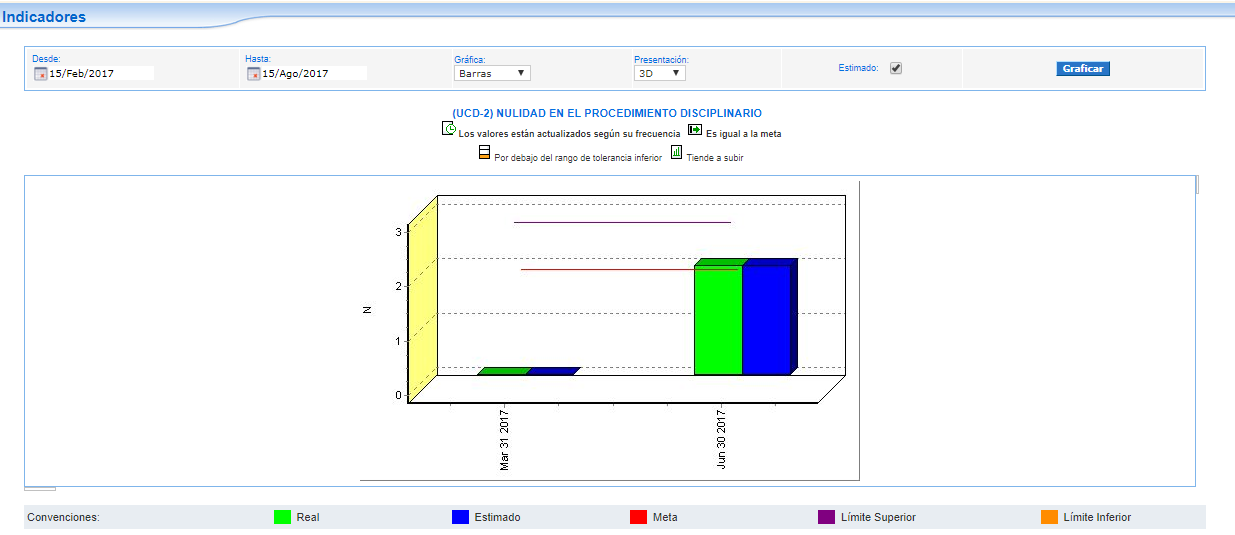 Indicadores
Desde: Hasta: Gráfica: Presentación:
15/Feb/2017 15/Ago/2017 Barras 3D Estimado: Graficar
(UCD-2) NULIDAD EN EL PROCEDIMIENTO DISCIPLINARIO
Los valores están actualizados según su frecuencia Es igual a la meta
Por debajo del rango de tolerancia inferior Tiende a subir
3
2
N
1
0
Mar 31 2017 Jun 30 2017
Convenciones: Real Estimado Meta Límite Superior Límite Inferior